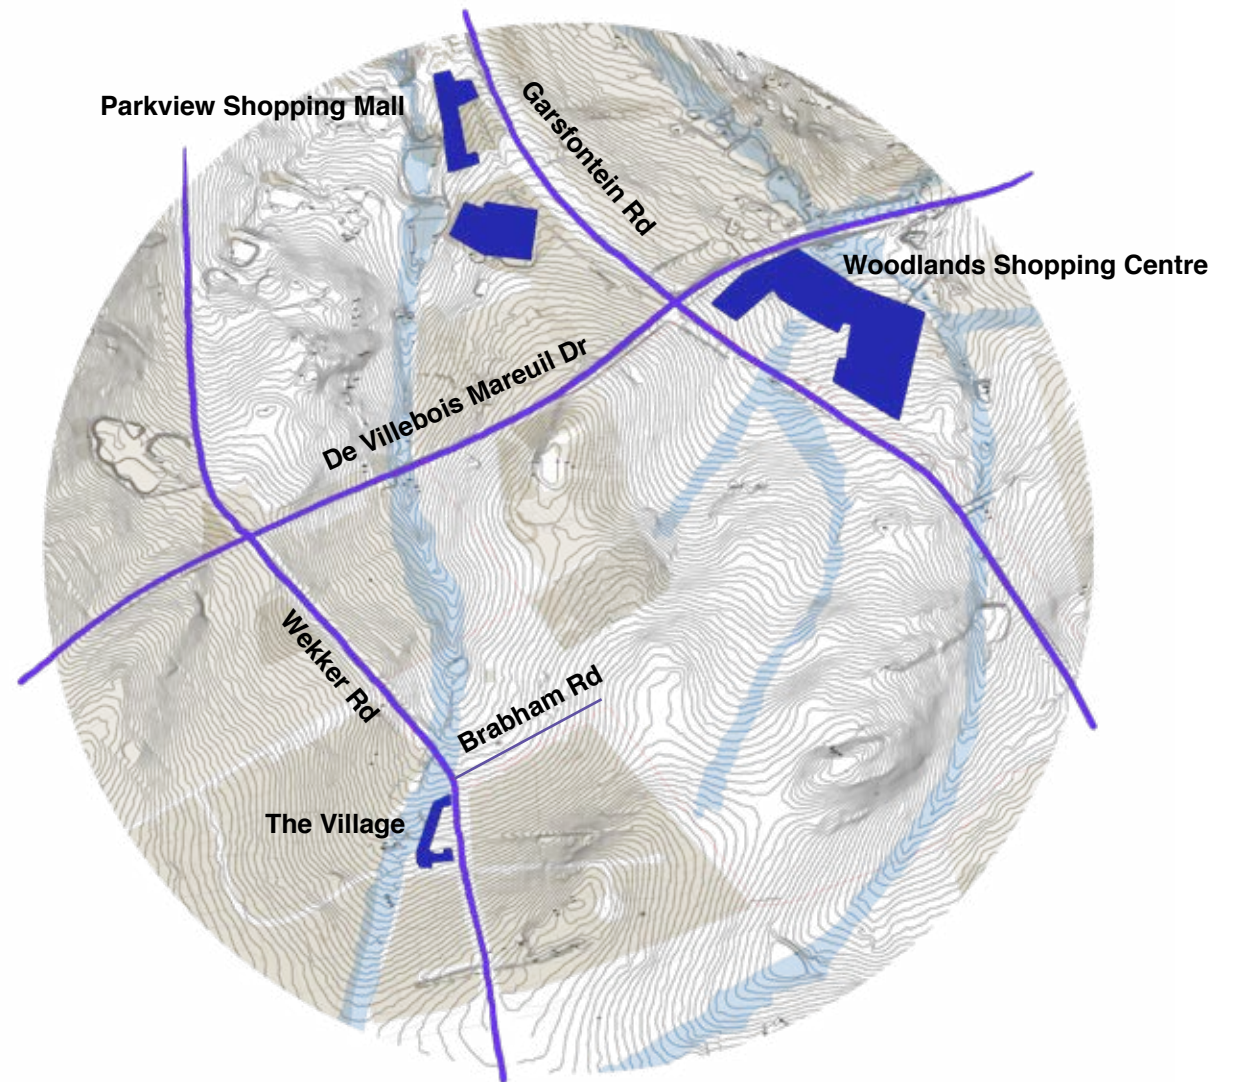 Parkview Shopping Mall
Garsfontein Rd
Woodlands Shopping Centre
De Villebois Mareuil Dr
Wekker Rd
Brabham Rd
The Village